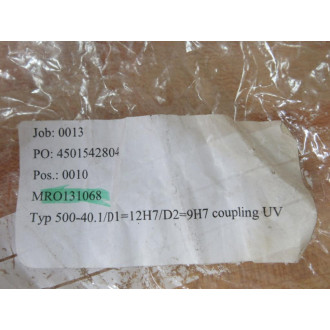 Job: 0013
PO: 4501542804
Pos.: 0010
MRO131068
Typ 500-40.1/D1=12H7/D2=9H7 coupling UV